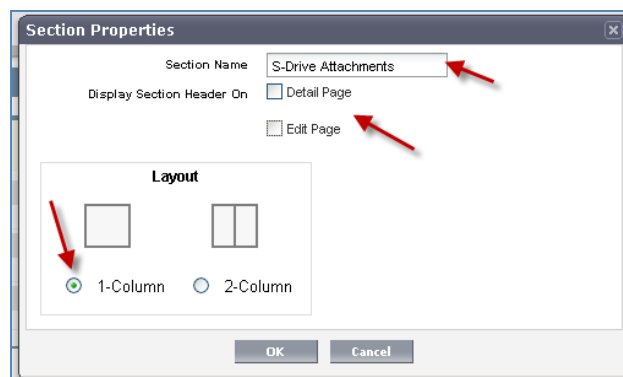 Section Properties
Section Name S-Drive Attachments
Display Section Header On Detail Page
Edit Page
Layout
1-Column 2-Column
OK Cancel